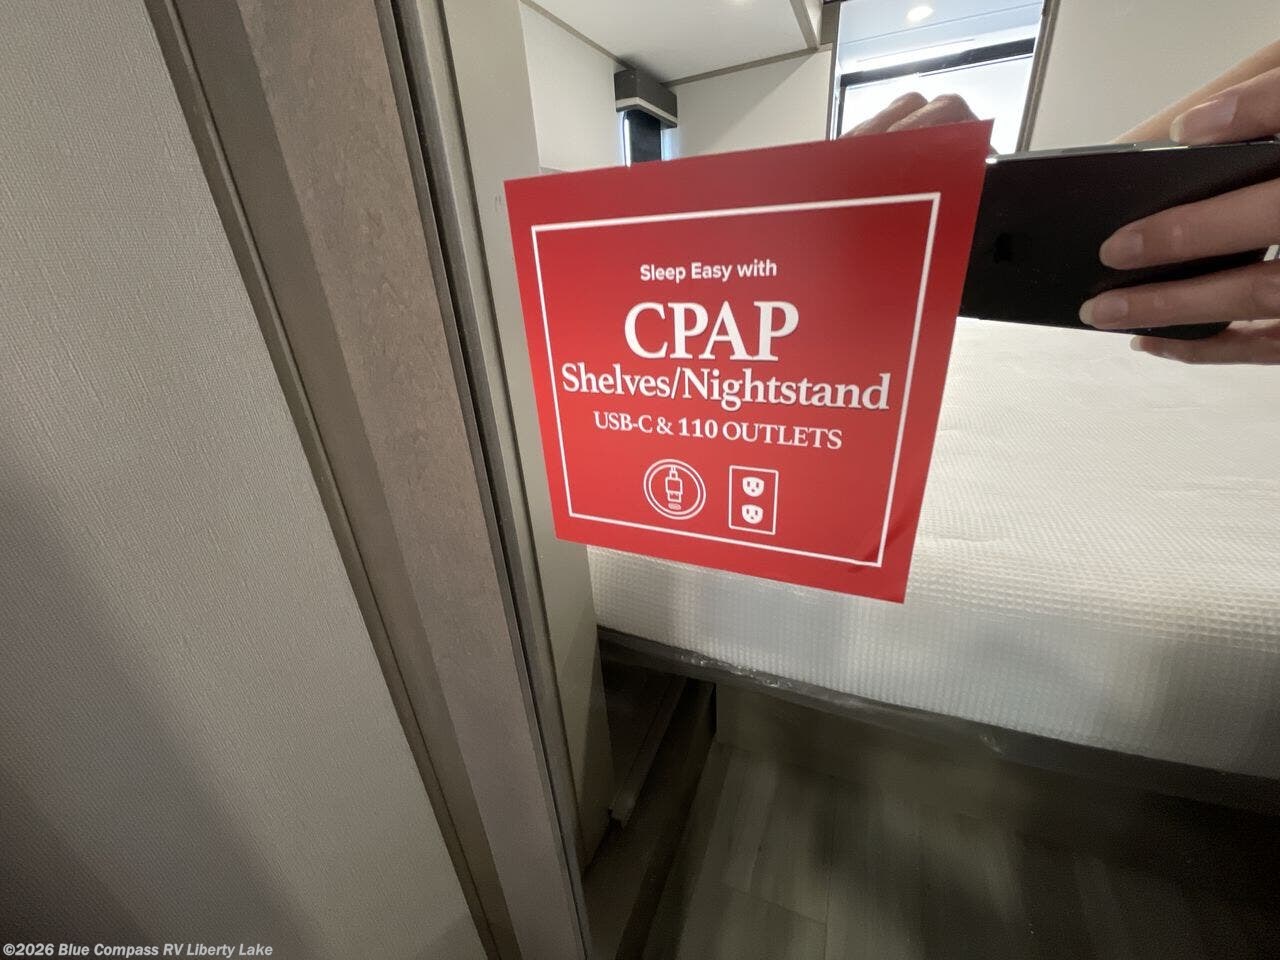 Sleep Easy with
CPAP
Shelves/Nightstand
USB-C & 110 OUTLETS
©2026 Blue Compass RV Liberty Lake